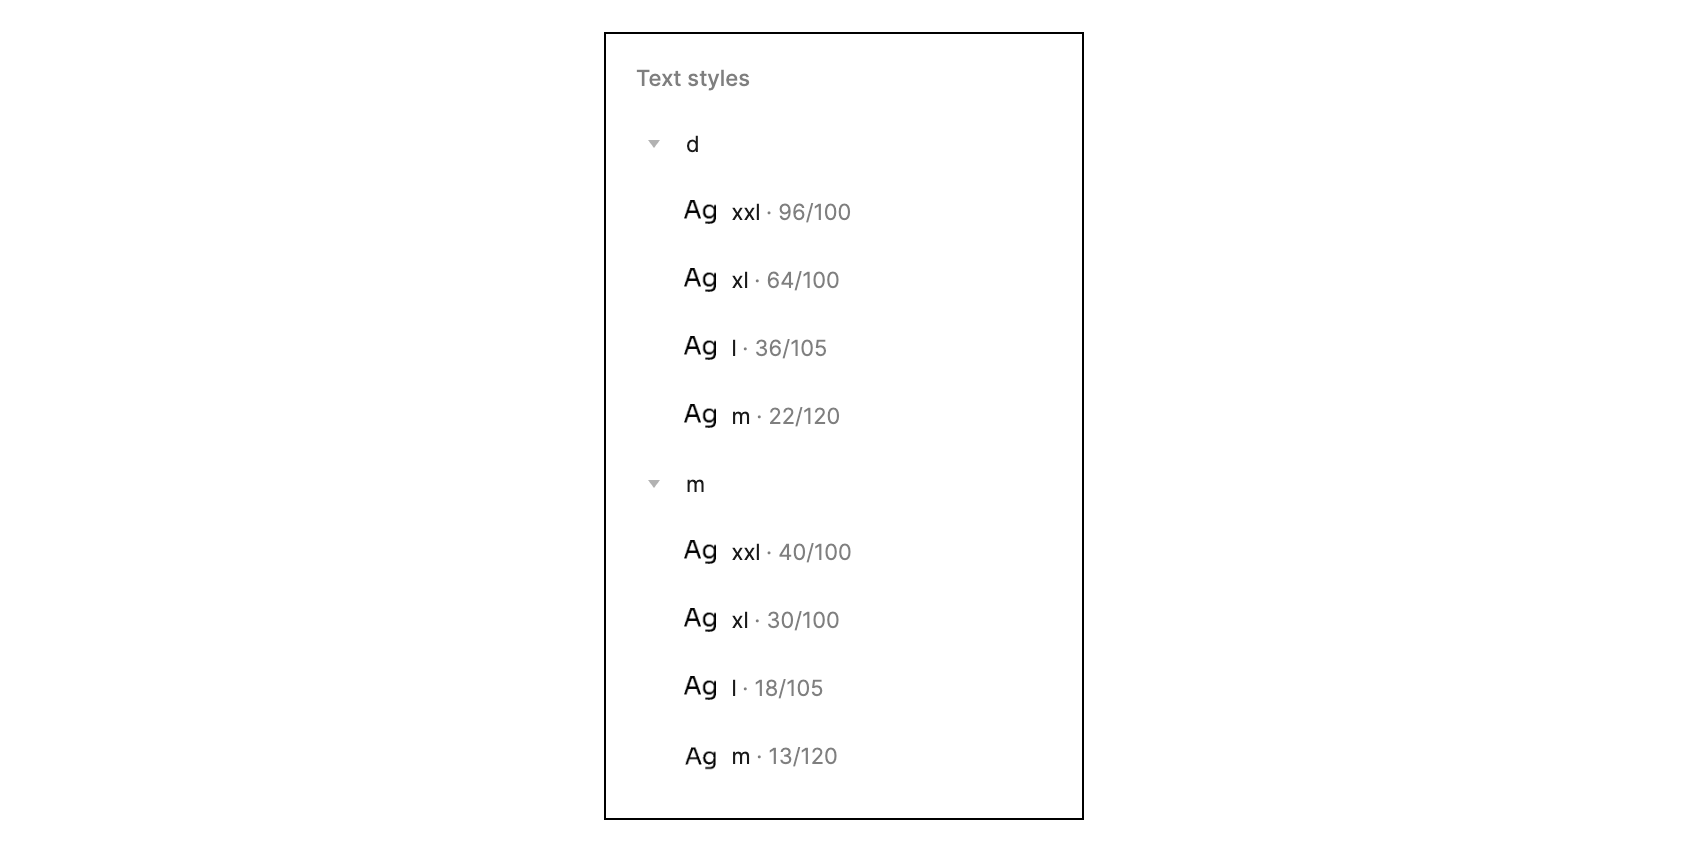 Text styles
d
Ag xxl · 96/100
Ag xl · 64/100
Ag l · 36/105
Ag m · 22/120
m
Ag xxl · 40/100
Ag xl · 30/100
Ag l · 18/105
Ag m · 13/120